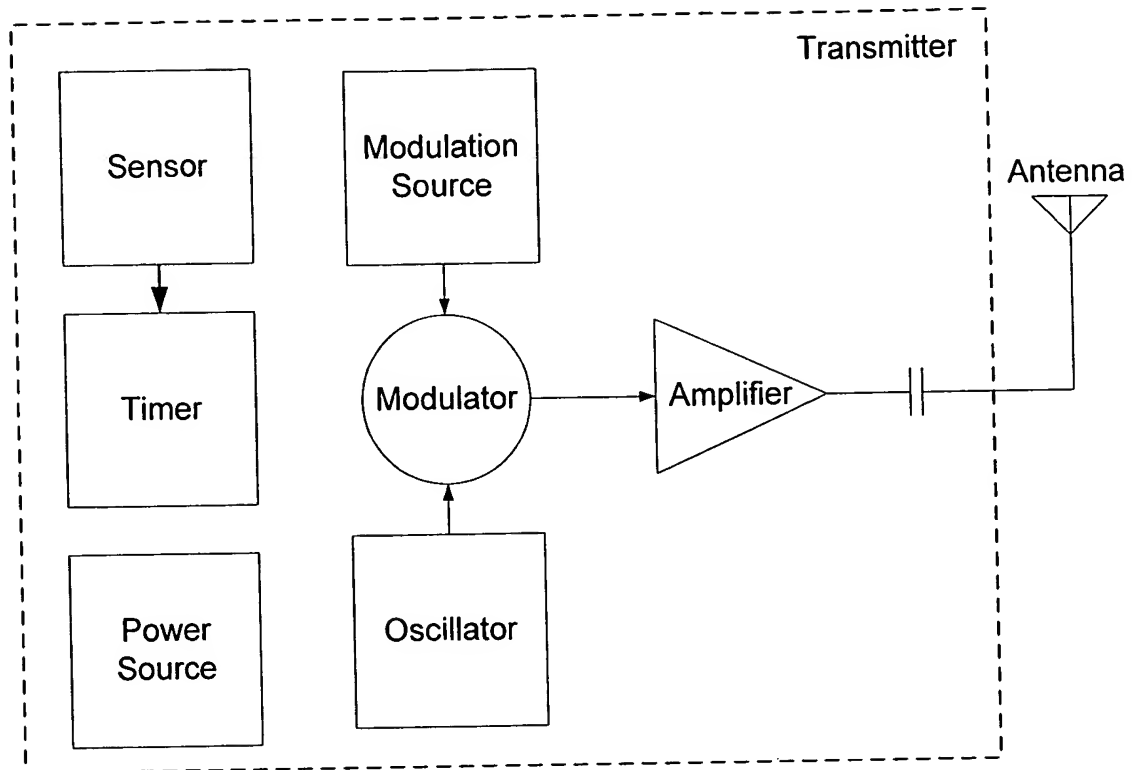 Transmitter
Sensor
Modulation
Source
Antenna
Timer
Modulator
Amplifier
Power
Source
Oscillator